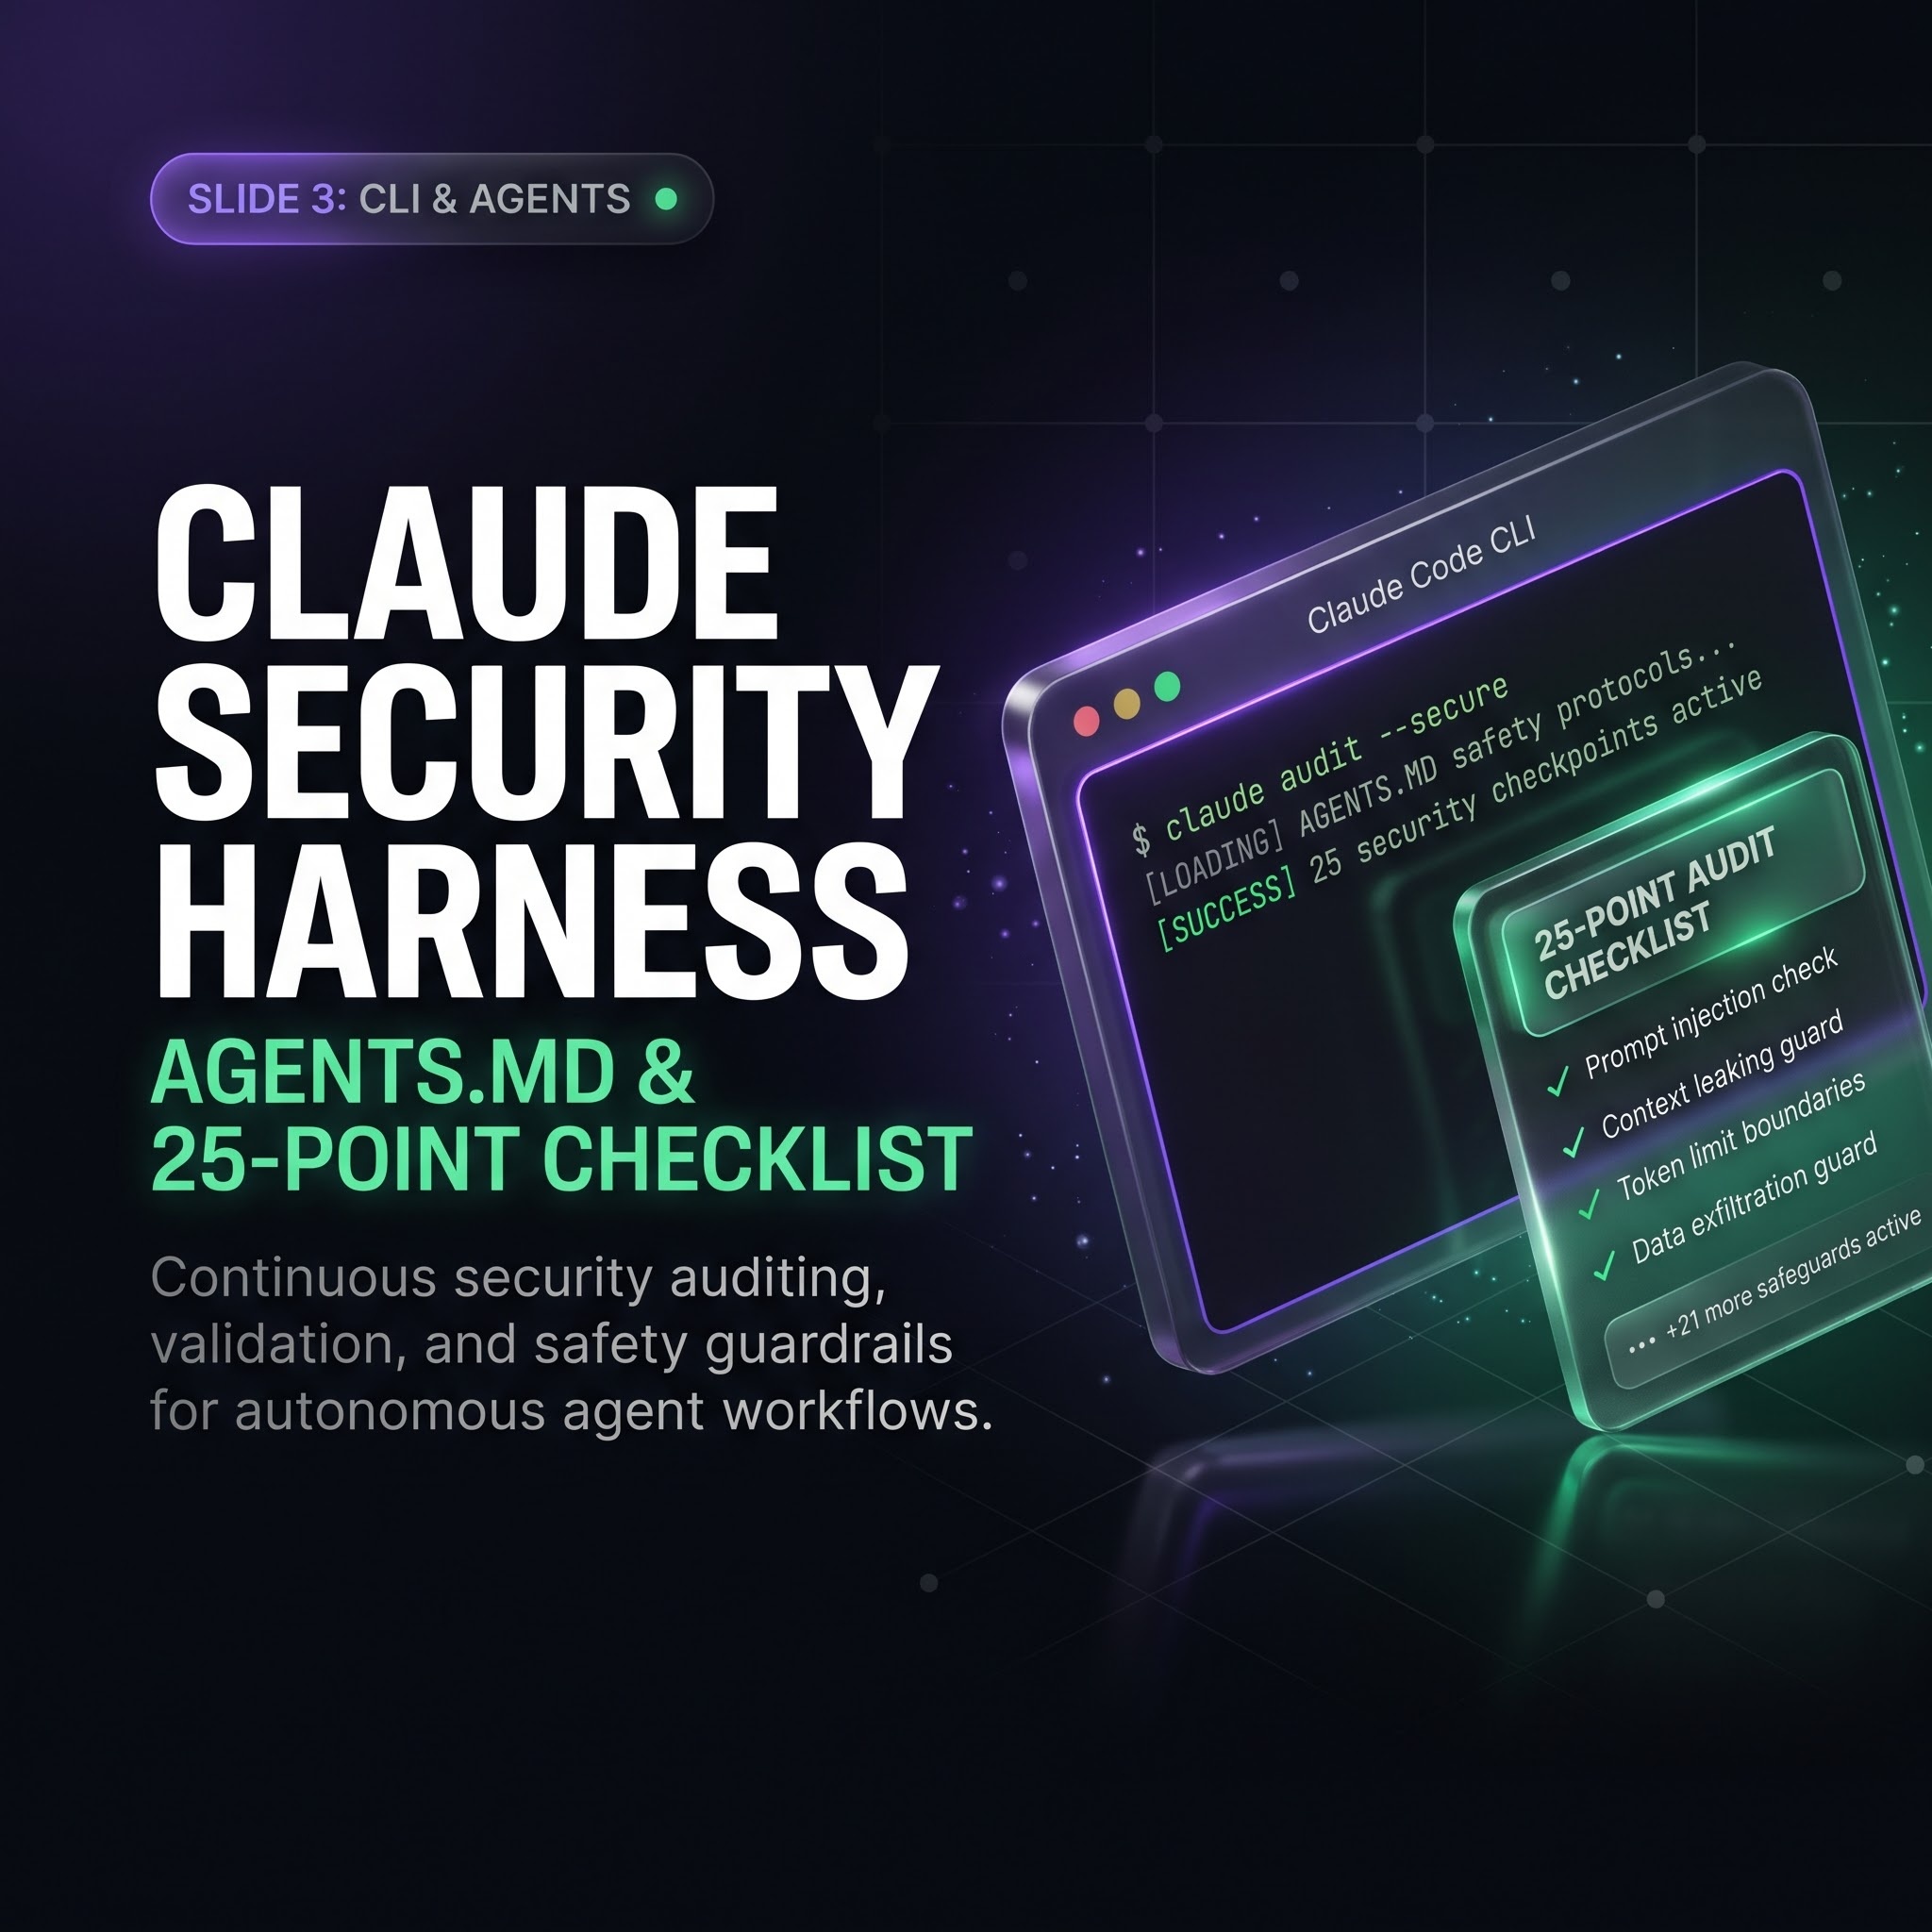 SLIDE 3: CLI & AGENTS
CLAUDE
SECURITY
HARNESS
AGENTS.MD &
25-POINT CHECKLIST
Continuous security auditing,
validation, and safety guardrails
for autonomous agent workflows.
Claude Code CLI
$ claude audit --secure
[LOADING] AGENTS.MD safety protocols...
[SUCCESS] 25 security checkpoints active
25-POINT AUDIT
CHECKLIST
✓ Prompt injection check
✓ Context leaking guard
✓ Token limit boundaries
✓ Data exfiltration guard
••• +21 more safeguards active